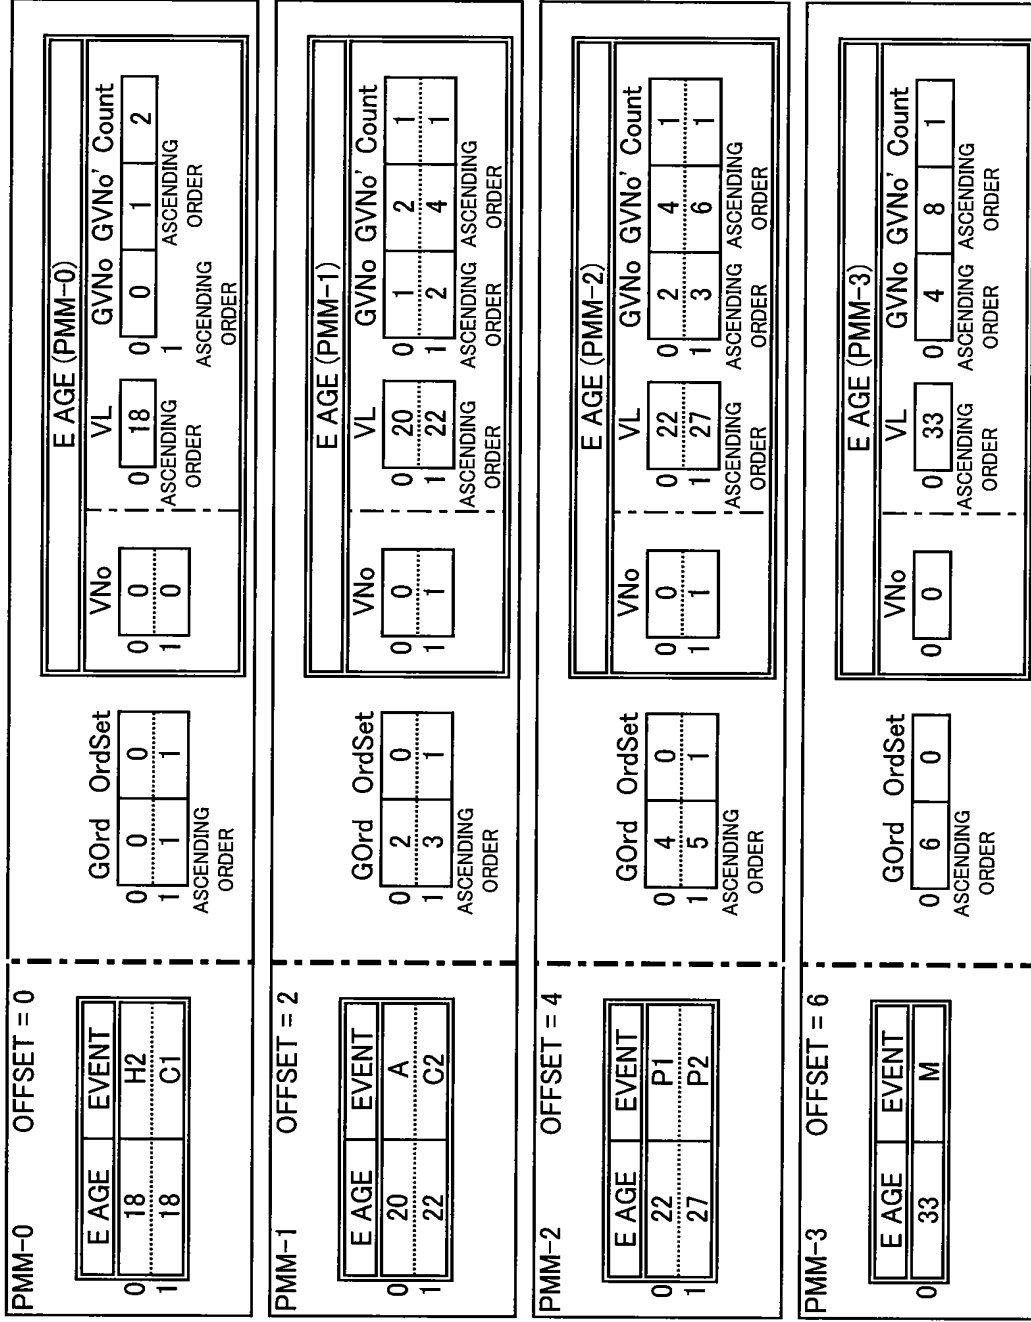 PMM-0 OFFSET = 0
E AGE (PMM-0)
E AGE EVENT GOrd OrdSet VNo VL GVNo GVNo' Count
0 18 H2 0 0 0 0 0 0 18 0 0 1 2
1 18 C1 1 1 1 1 0 1
ASCENDING ORDER
ASCENDING ORDER
ASCENDING ORDER
ASCENDING ORDER
PMM-1 OFFSET = 2
E AGE (PMM-1)
E AGE EVENT GOrd OrdSet VNo VL GVNo GVNo' Count
0 20 A 0 2 0 0 0 0 20 0 1 2 1
1 22 C2 1 3 1 1 1 1 22 1 2 4 1
ASCENDING ORDER
ASCENDING ORDER
ASCENDING ORDER
ASCENDING ORDER
PMM-2 OFFSET = 4
E AGE (PMM-2)
E AGE EVENT GOrd OrdSet VNo VL GVNo GVNo' Count
0 22 P1 0 4 0 0 0 0 22 0 2 4 1
1 27 P2 1 5 1 1 1 1 27 1 3 6 1
ASCENDING ORDER
ASCENDING ORDER
ASCENDING ORDER
ASCENDING ORDER
PMM-3 OFFSET = 6
E AGE (PMM-3)
E AGE EVENT GOrd OrdSet VNo VL GVNo GVNo' Count
0 33 M 0 6 0 0 0 0 33 0 4 8 1
ASCENDING ORDER
ASCENDING ORDER
ASCENDING ORDER
ASCENDING ORDER